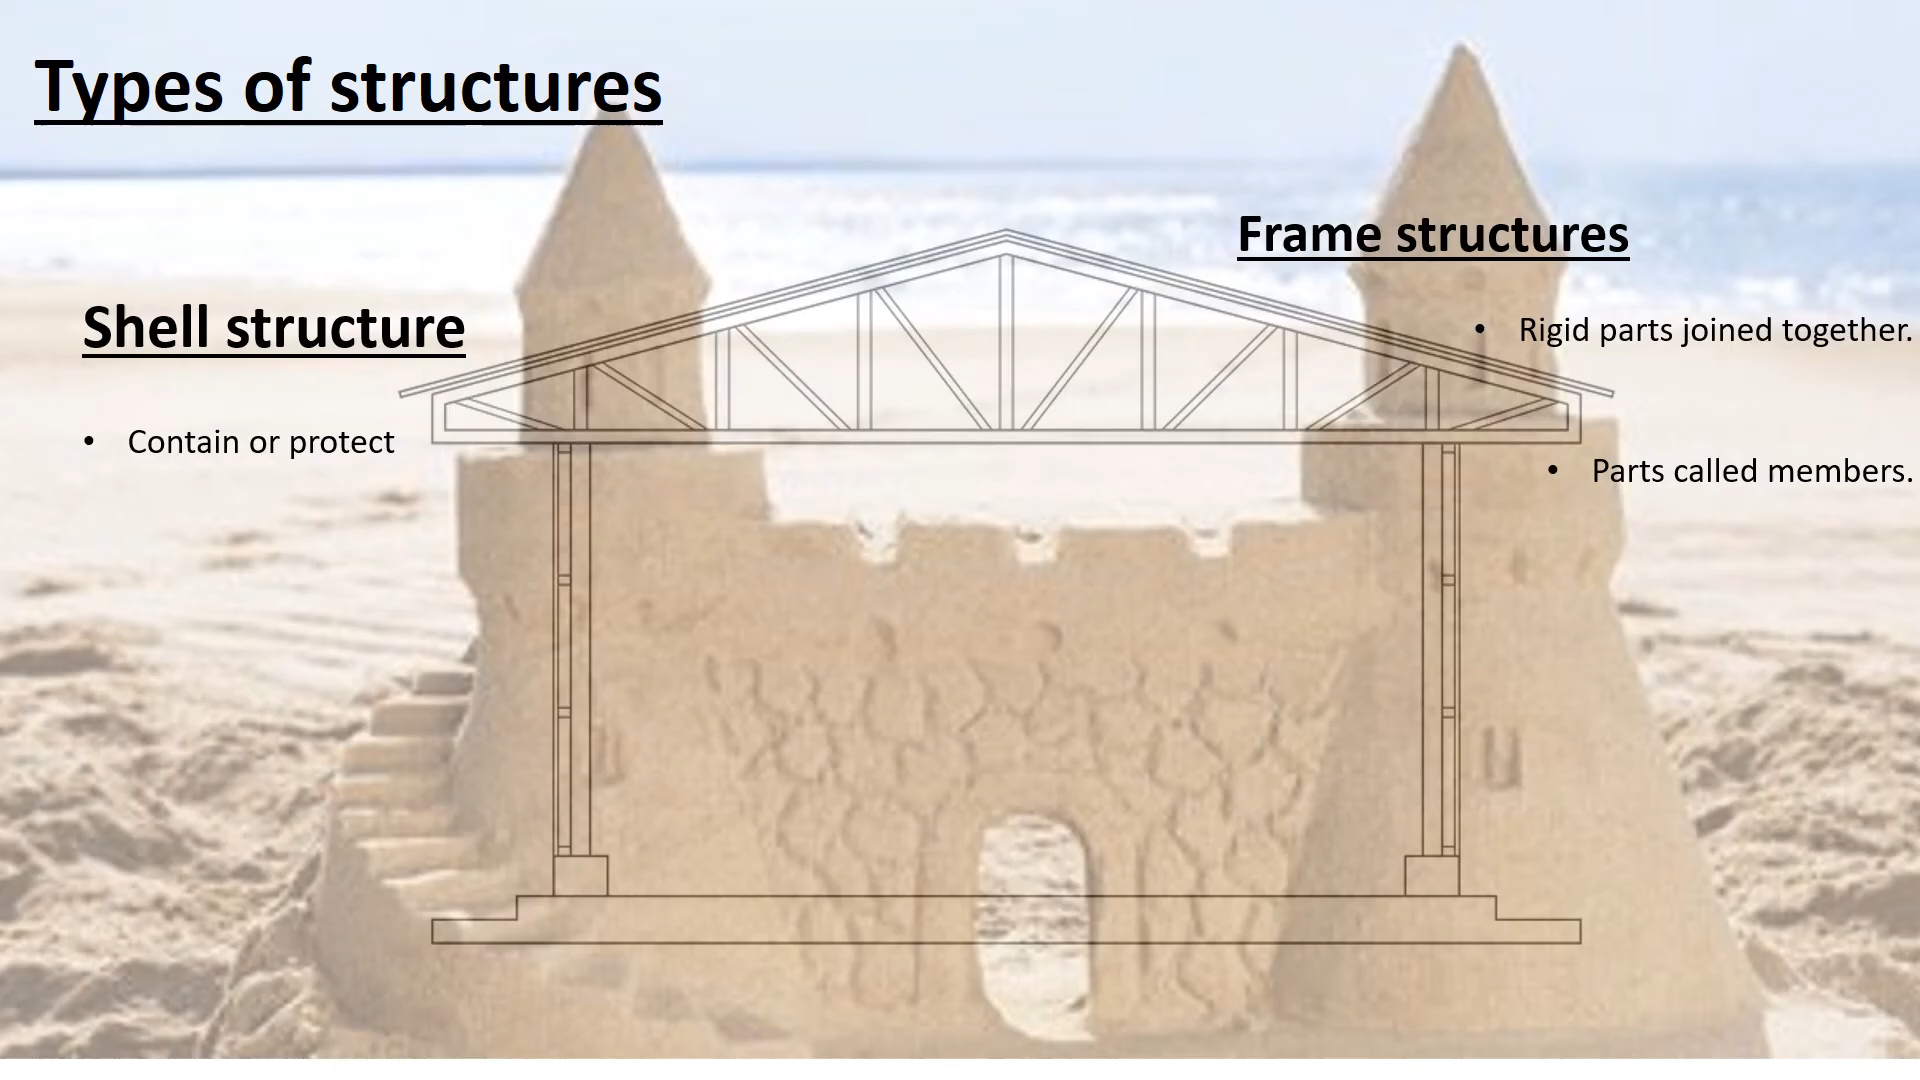 Types of structures
Shell structure
• Contain or protect
Frame structures
• Rigid parts joined together.
• Parts called members.